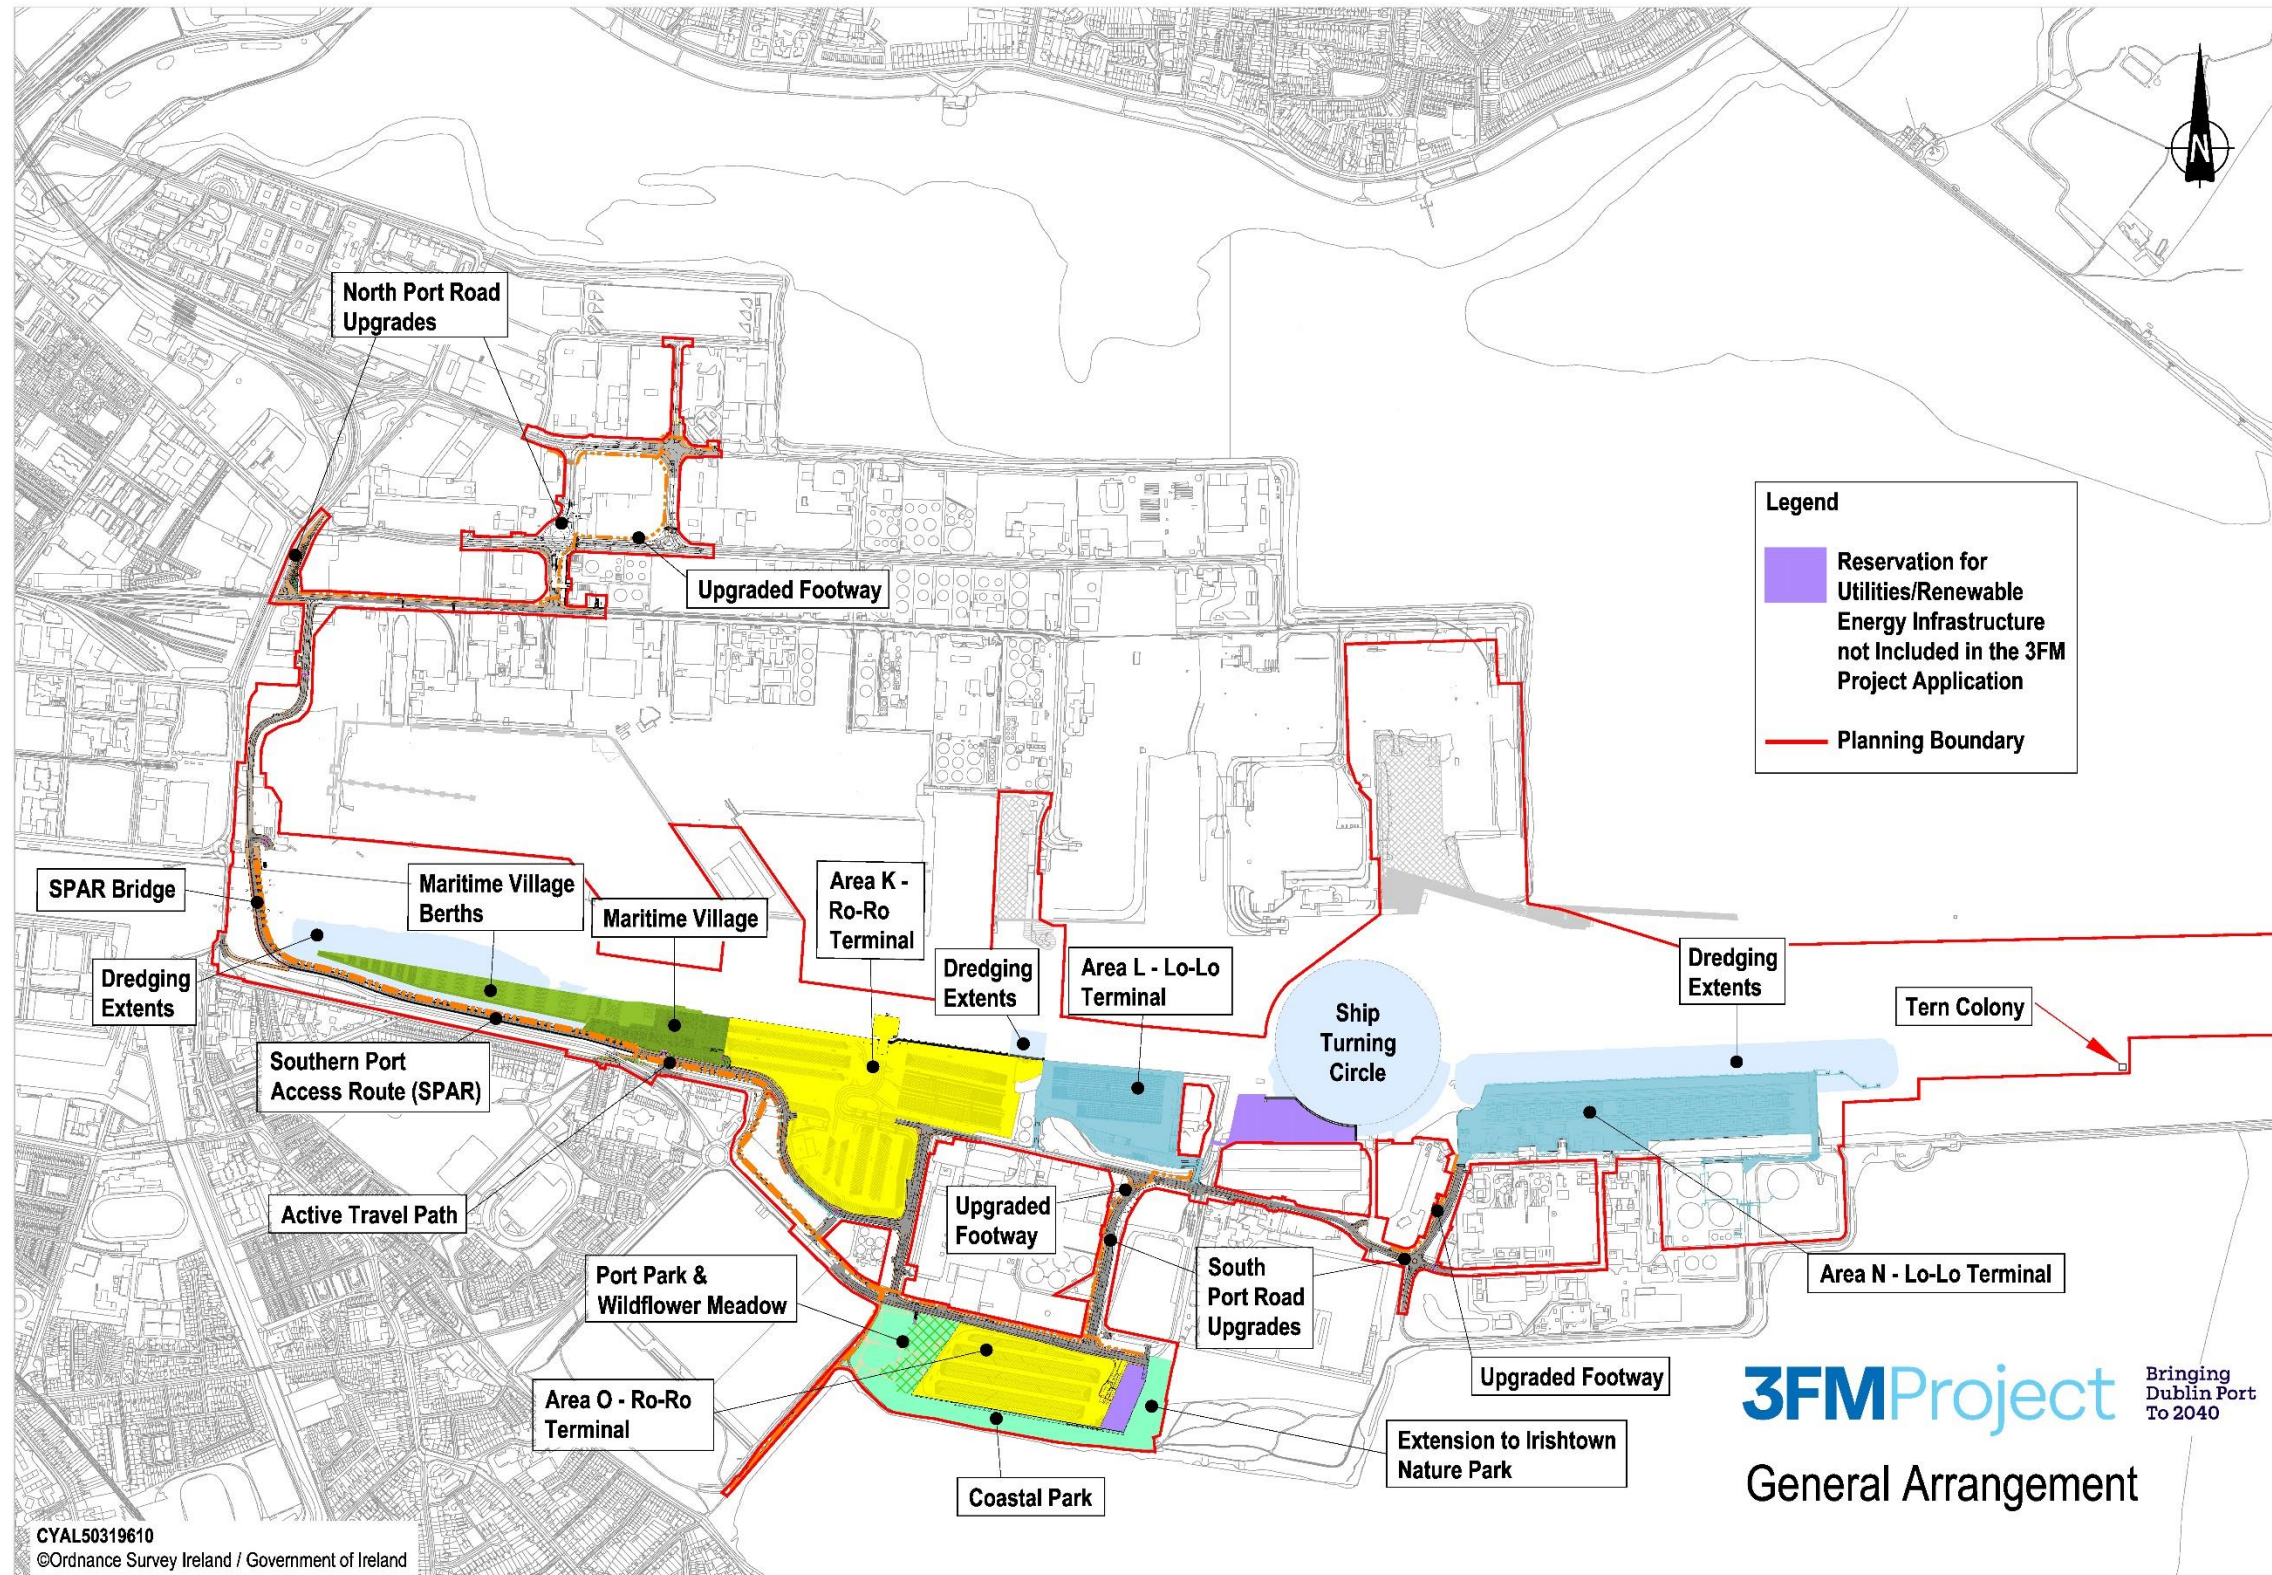 North Port Road
Upgrades
Upgraded Footway
Legend
Reservation for
Utilities/Renewable
Energy Infrastructure
not Included in the 3FM
Project Application
Planning Boundary
SPAR Bridge
Maritime Village
Berths
Maritime Village
Area K -
Ro-Ro
Terminal
Dredging
Extents
Dredging
Extents
Area L - Lo-Lo
Terminal
Ship
Turning
Circle
Dredging
Extents
Tern Colony
Southern Port
Access Route (SPAR)
Active Travel Path
Upgraded
Footway
Port Park &
Wildflower Meadow
South
Port Road
Upgrades
Area N - Lo-Lo Terminal
Area O - Ro-Ro
Terminal
Upgraded Footway
Extension to Irishtown
Nature Park
Coastal Park
N
3FMProject
Bringing
Dublin Port
To 2040
General Arrangement
CYAL50319610
©Ordnance Survey Ireland / Government of Ireland